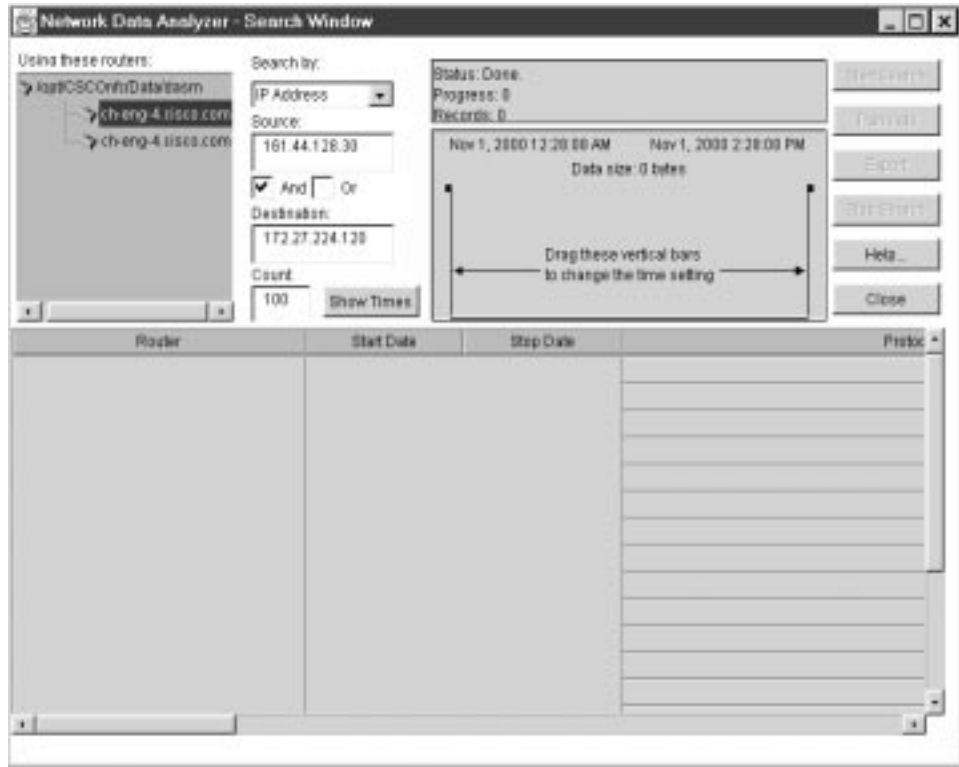 Network Data Analyzer - Search Window
Using these routers:
ch-eng-4.cisco.com
ch-eng-4.cisco.com
Search by:
IP Address
Source:
161.44.128.30
And Or
Destination:
172.27.224.120
Count
100 Show Times
Status: Done.
Progress: 0
Records: 0
Nov 1, 2000 12:20:00 AM Nov 1, 2000 2:20:00 PM
Data size: 0 bytes
Drag these vertical bars
to change the time setting
Export
Help...
Close
Router Start Date Stop Date Protoc